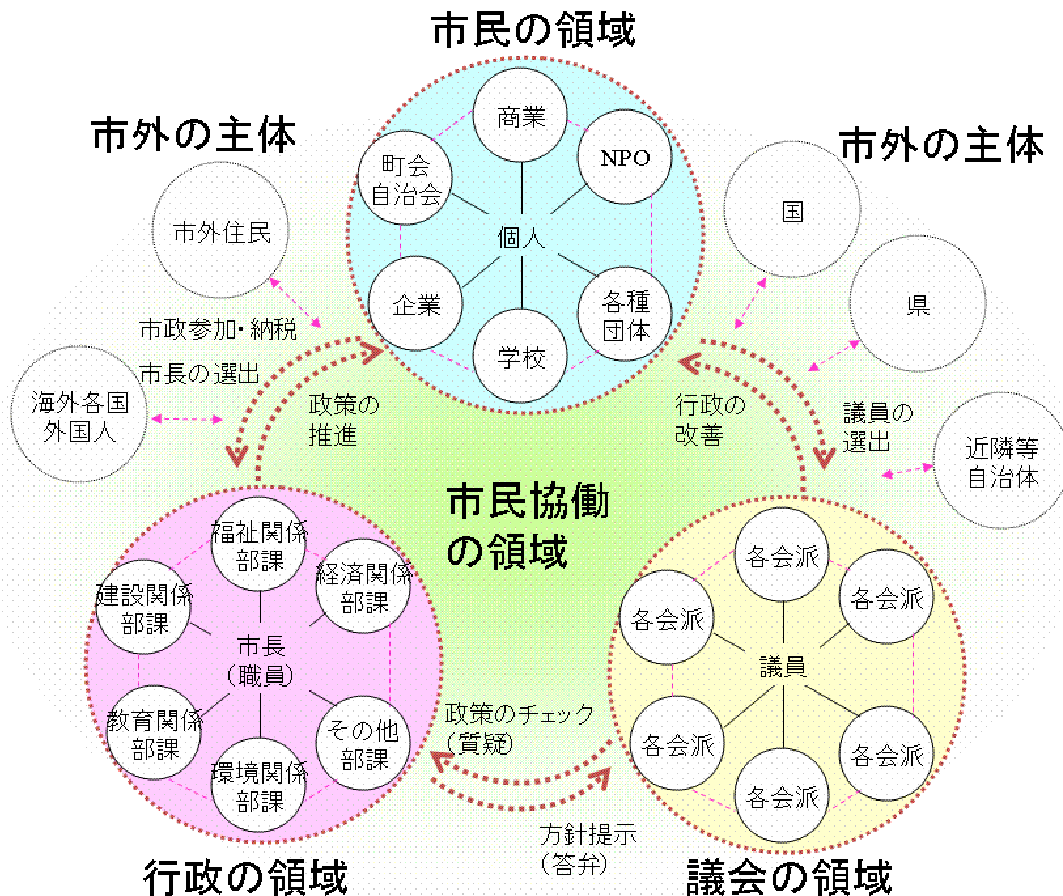 市民の領域
市外の主体
市外の主体
商業
NPO
町会
自治会
個人
企業
各種
団体
学校
市外住民
海外各国
外国人
国
県
近隣等
自治体
市政参加・納税
市長の選出
政策の
推進
行政の
改善
議員の
選出
市民協働
の領域
福祉関係
部課
経済関係
部課
建設関係
部課
市長
(職員)
教育関係
部課
その他
部課
環境関係
部課
各会派
各会派
各会派
議員
各会派
各会派
各会派
政策のチェック
(質疑)
方針提示
(答弁)
行政の領域
議会の領域